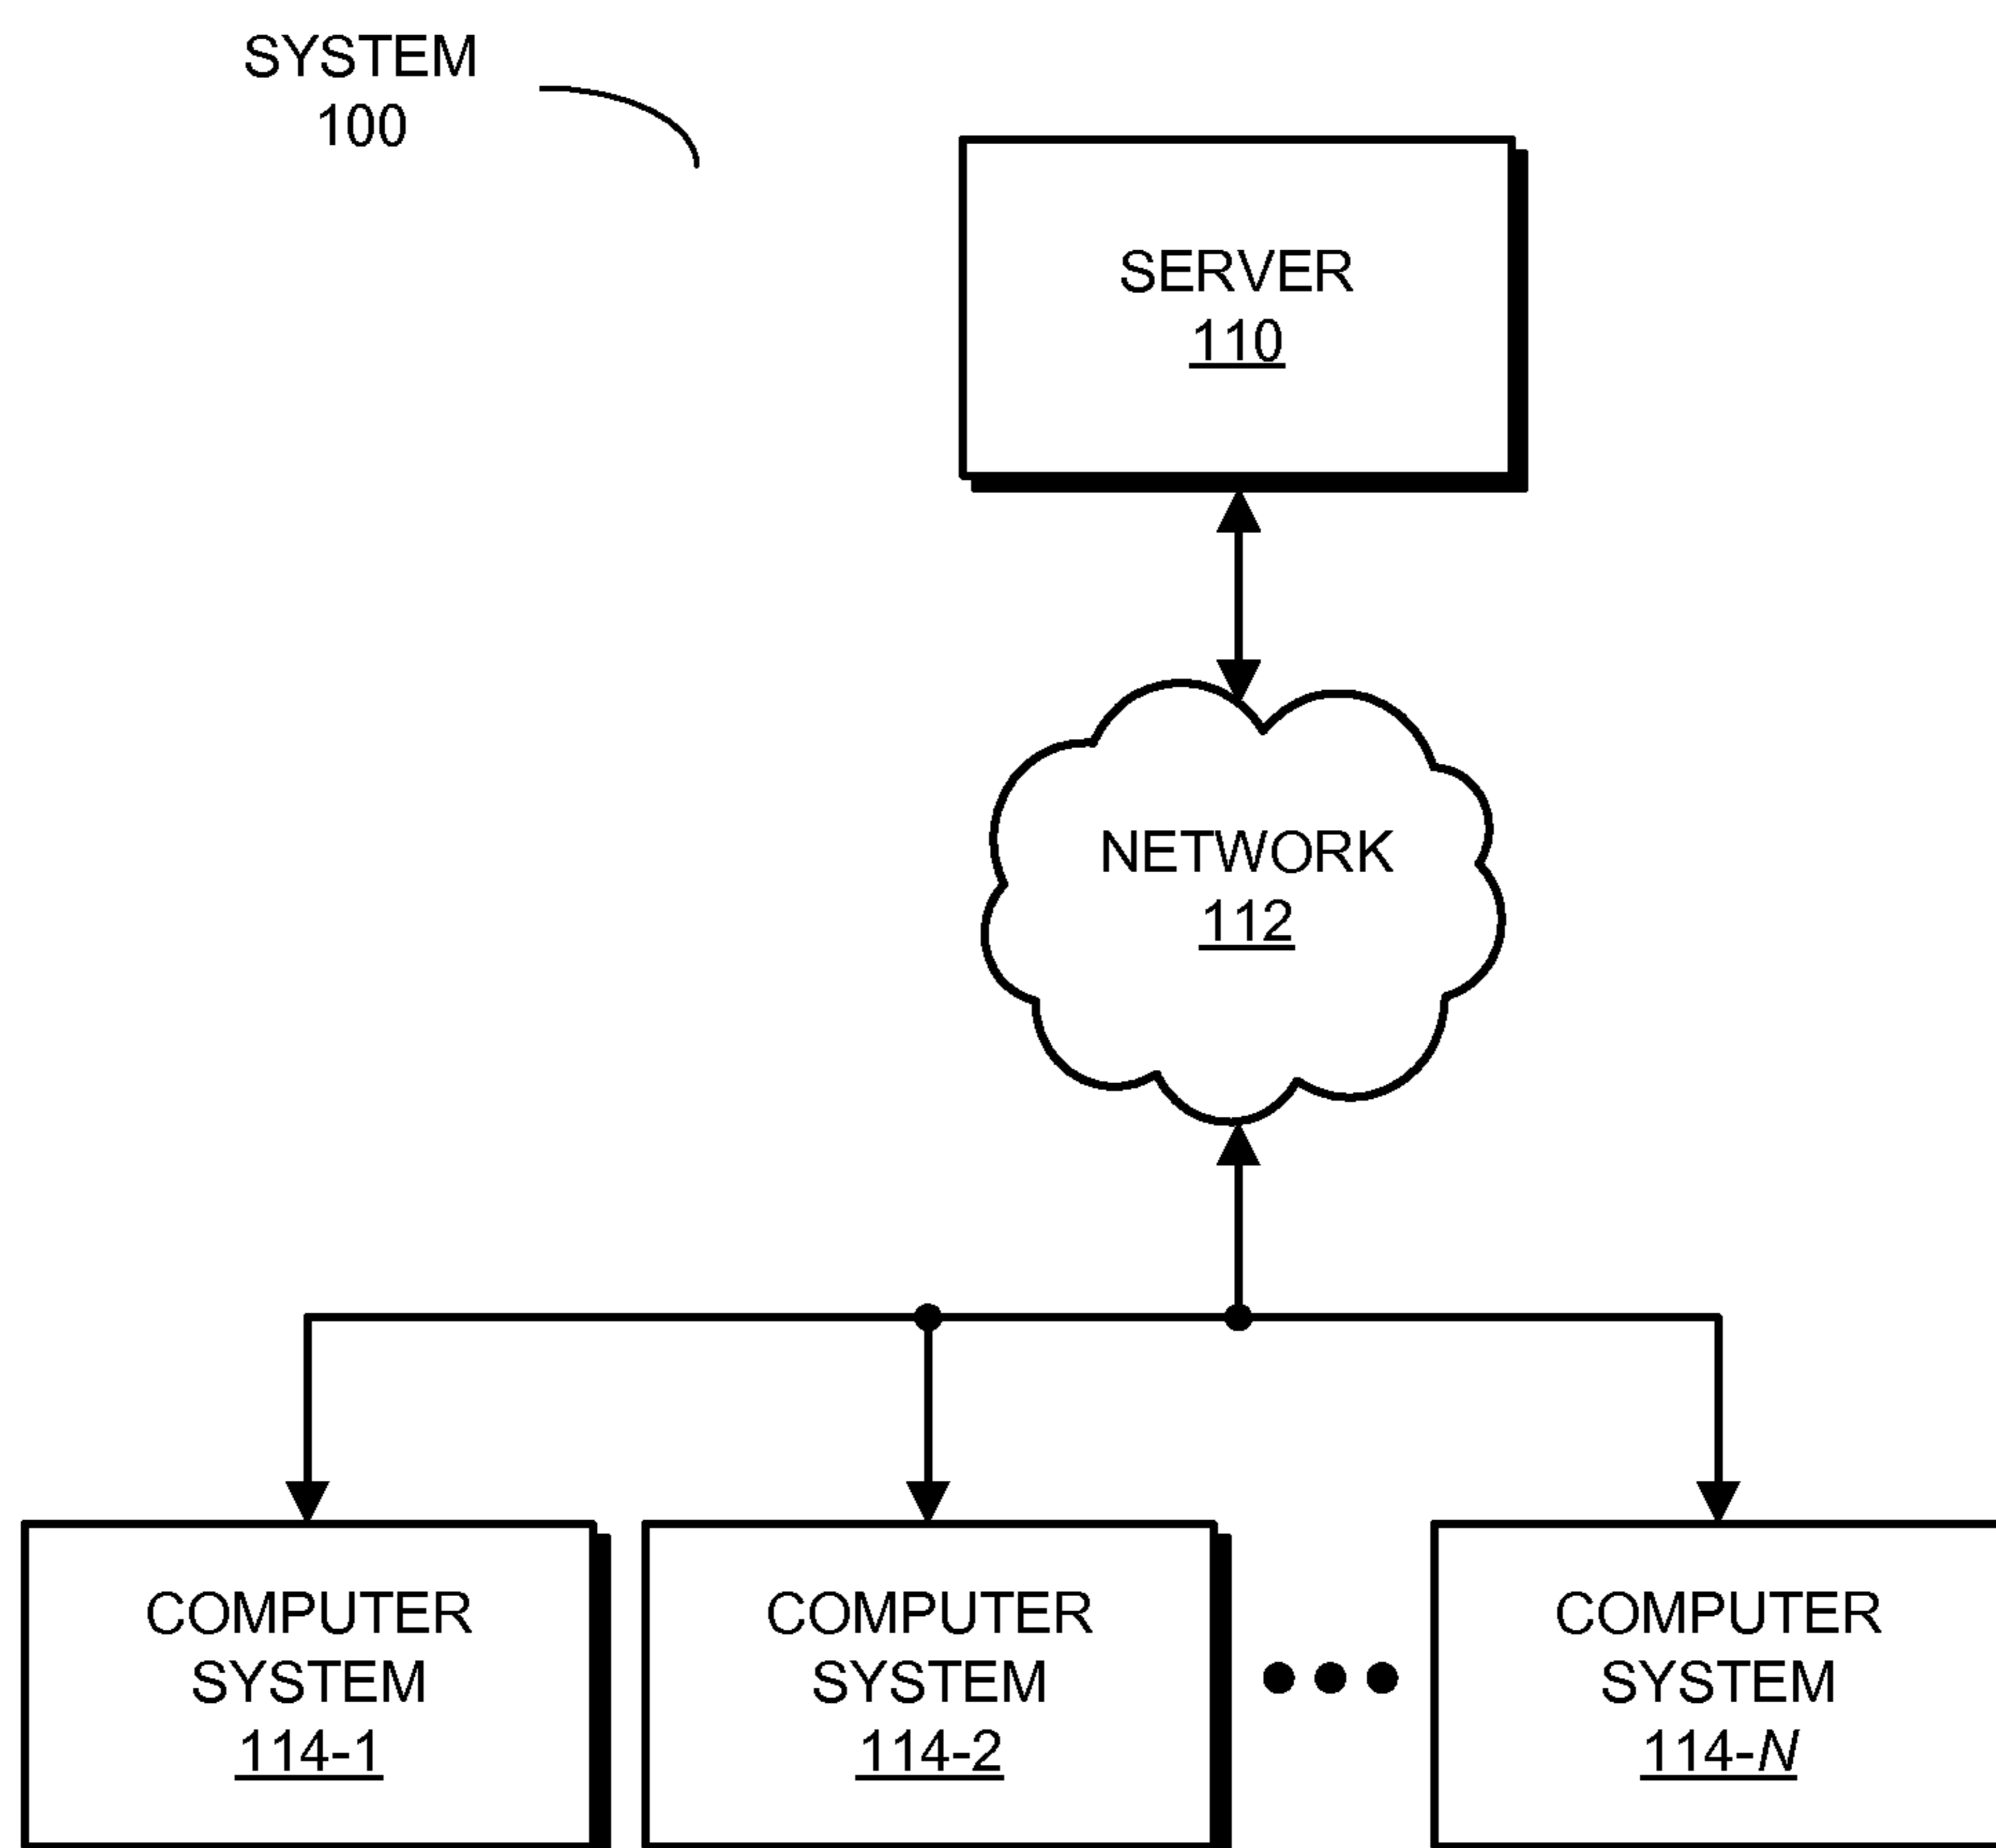 SYSTEM
100
SERVER
110
NETWORK
112
COMPUTER
SYSTEM
114-1
COMPUTER
SYSTEM
114-2
COMPUTER
SYSTEM
114-N